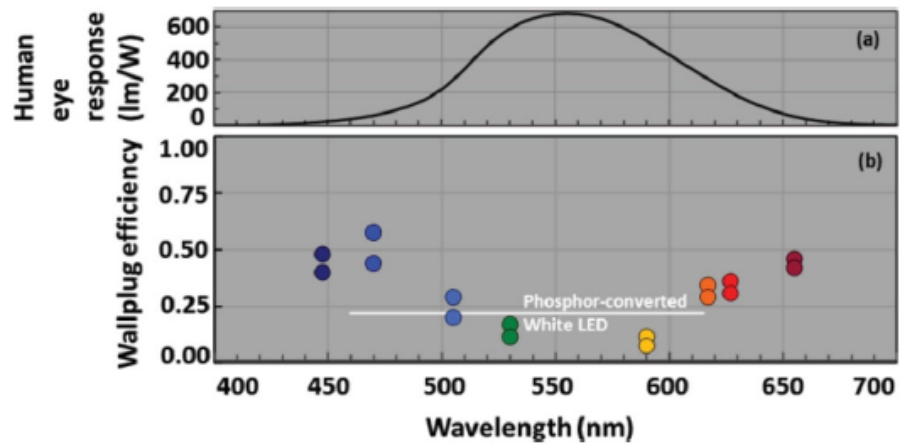 Human
eye
response
(lm/W)
600
400
200
0
(a)
Wallplug efficiency
1.00
0.75
0.50
0.25
0.00
(b)
Phosphor-converted
White LED
400 450 500 550 600 650 700
Wavelength (nm)